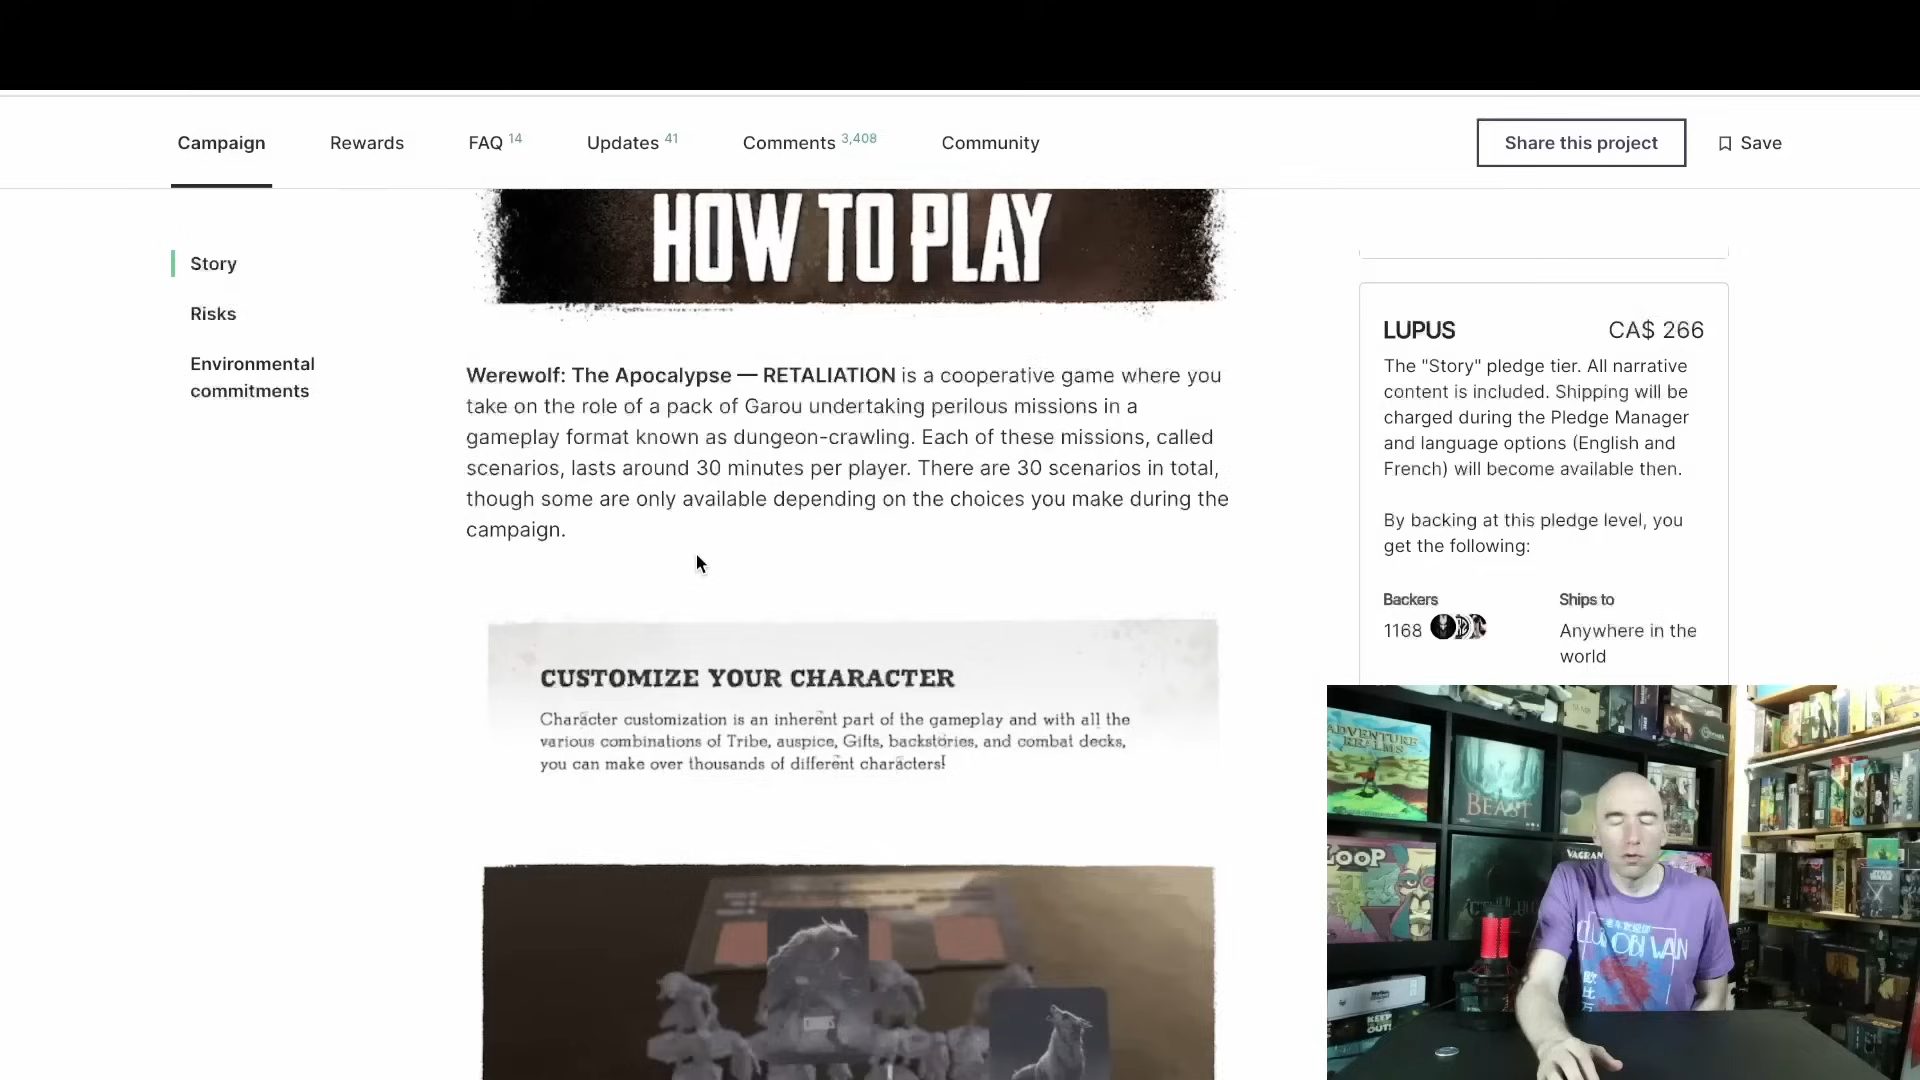 Campaign
Rewards
FAQ 14
Updates 41
Comments 3,408
Community
Share this project
Save
Story
Risks
Environmental
commitments
HOW TO PLAY
Werewolf: The Apocalypse — RETALIATION is a cooperative game where you
take on the role of a pack of Garou undertaking perilous missions in a
gameplay format known as dungeon-crawling. Each of these missions, called
scenarios, lasts around 30 minutes per player. There are 30 scenarios in total,
though some are only available depending on the choices you make during the
campaign.
CUSTOMIZE YOUR CHARACTER
Character customization is an inherent part of the gameplay and with all the
various combinations of Tribe, auspice, Gifts, backstories, and combat decks,
you can make over thousands of different characters!
LUPUS
CA$ 266
The "Story" pledge tier. All narrative
content is included. Shipping will be
charged during the Pledge Manager
and language options (English and
French) will become available then.
By backing at this pledge level, you
get the following:
Backers
1168
Ships to
Anywhere in the
world
ADVENTURE
REALMS
BEAST
LOOP
KEEP
OUT!
OBI WAN